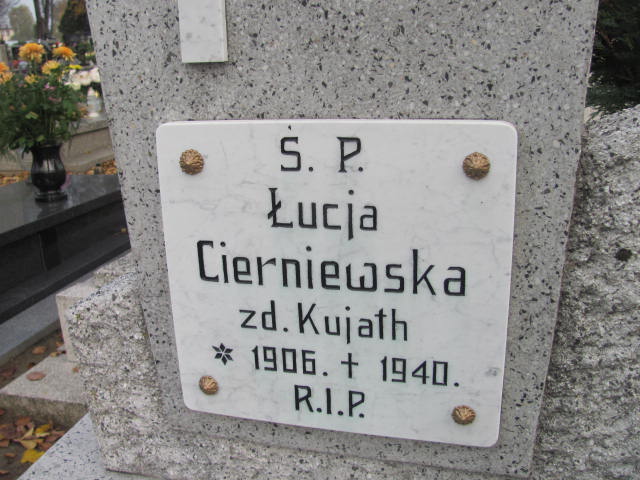 Ś. P.
Łucja
Cierniewska
zd. Kujath
* 1906. + 1940.
R.I.P.